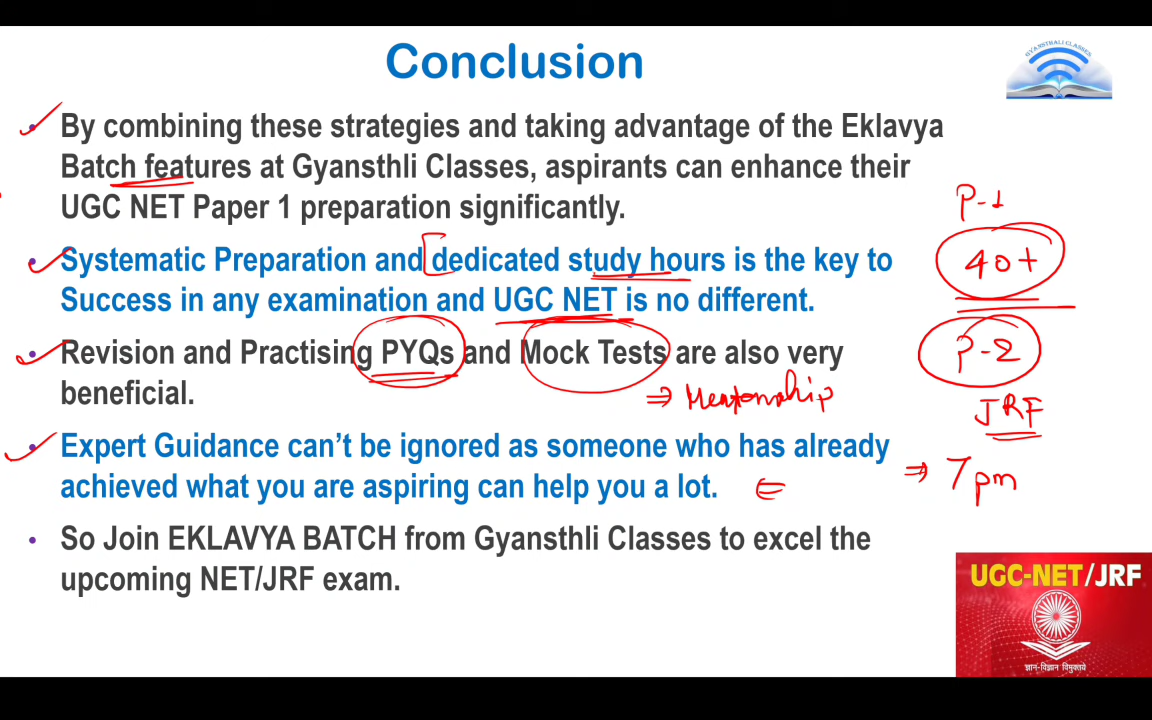 Conclusion
GYANSTHALI CLASSES
• By combining these strategies and taking advantage of the Eklavya
Batch features at Gyansthli Classes, aspirants can enhance their
UGC NET Paper 1 preparation significantly.
P-1
• Systematic Preparation and dedicated study hours is the key to
40+
Success in any examination and UGC NET is no different.
• Revision and Practising PYQs and Mock Tests are also very
P-2
beneficial.
⇒ Mentorship
JRF
• Expert Guidance can't be ignored as someone who has already
achieved what you are aspiring can help you a lot.
⇒ 7 pm
• So Join EKLAVYA BATCH from Gyansthli Classes to excel the
upcoming NET/JRF exam.
UGC-NET/JRF
ज्ञान-विज्ञान विमुक्तये